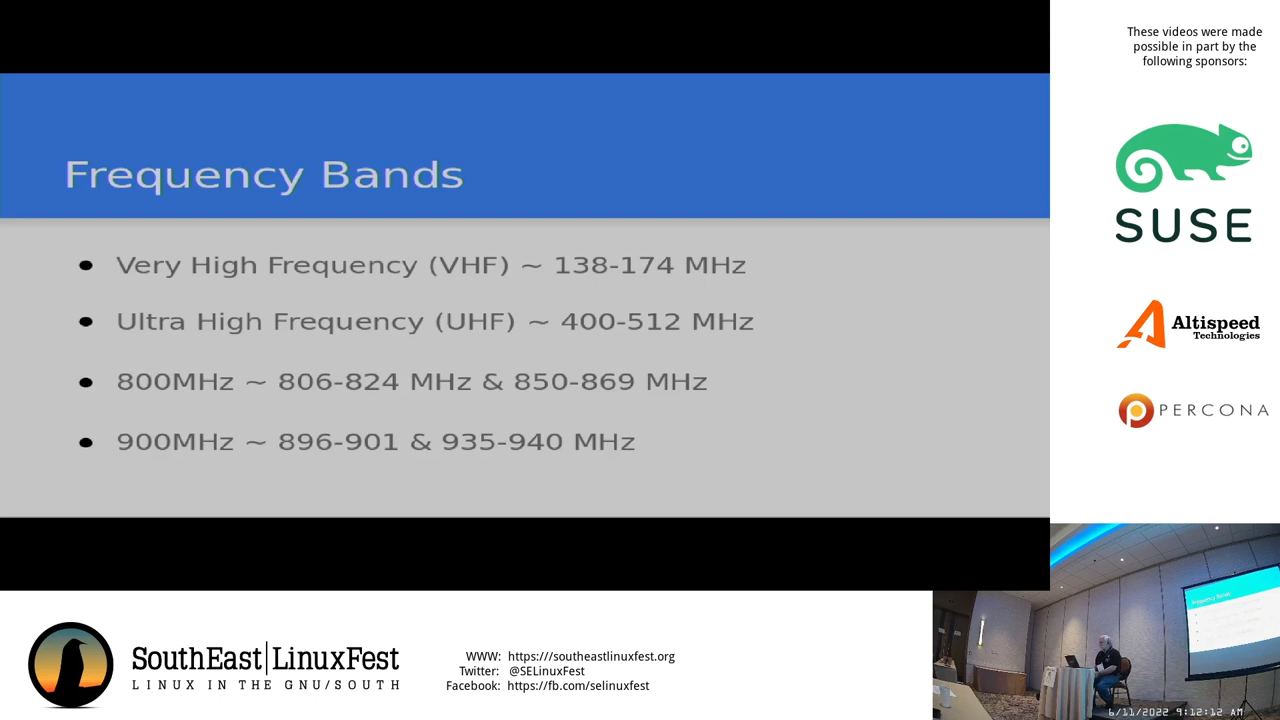 These videos were made
possible in part by the
following sponsors:
Frequency Bands
• Very High Frequency (VHF) ~ 138-174 MHz
• Ultra High Frequency (UHF) ~ 400-512 MHz
• 800MHz ~ 806-824 MHz & 850-869 MHz
• 900MHz ~ 896-901 & 935-940 MHz
SUSE
Altispeed
Technologies
PERCONA
Frequency Bands
SouthEast|LinuxFest
LINUX IN THE GNU/SOUTH
WWW: https://southeastlinuxfest.org
Twitter: @SELinuxFest
Facebook: https://fb.com/selinuxfest
6/11/2022 9:12:12 AM